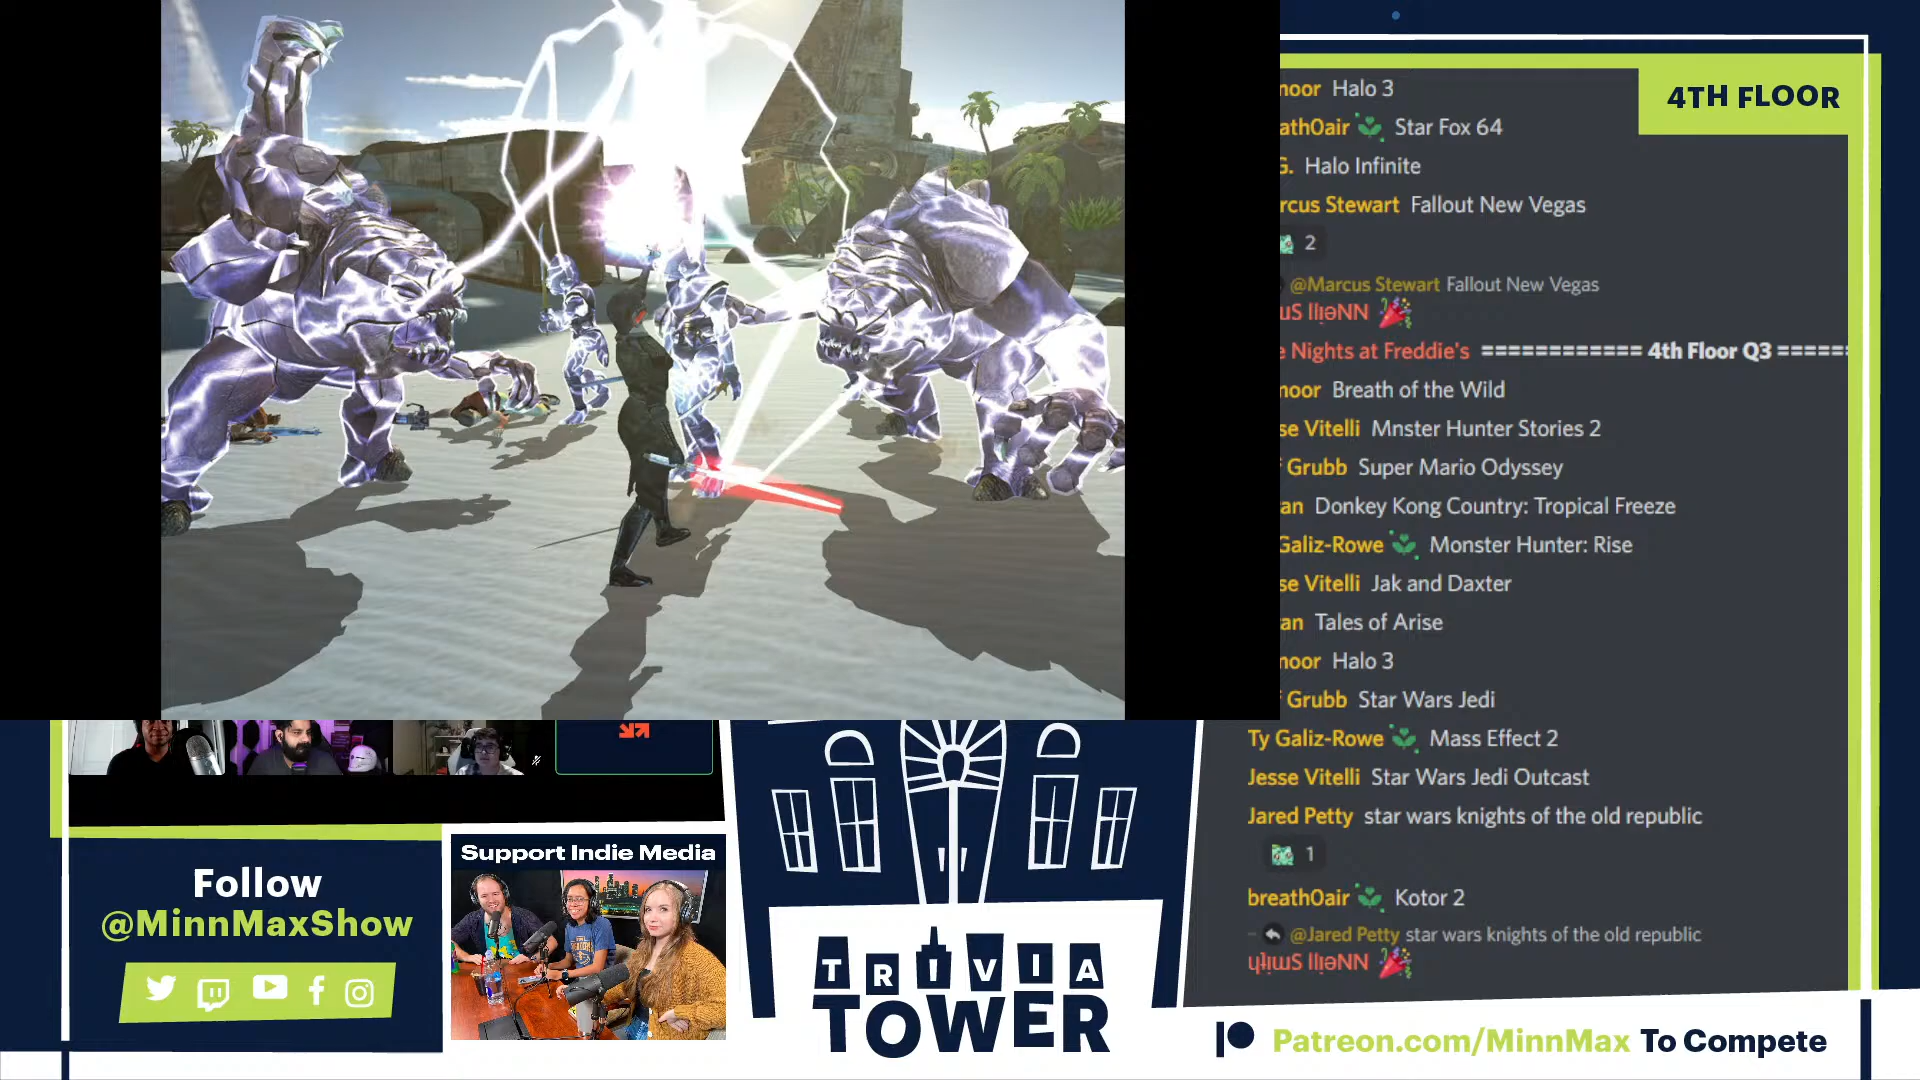 4TH FLOOR
noor Halo 3
ath0air Star Fox 64
G. Halo Infinite
rcus Stewart Fallout New Vegas
2
@Marcus Stewart Fallout New Vegas
e Nights at Freddie's ============ 4th Floor Q3 ======
noor Breath of the Wild
se Vitelli Mnster Hunter Stories 2
f Grubb Super Mario Odyssey
an Donkey Kong Country: Tropical Freeze
Galiz-Rowe Monster Hunter: Rise
se Vitelli Jak and Daxter
an Tales of Arise
noor Halo 3
f Grubb Star Wars Jedi
Ty Galiz-Rowe Mass Effect 2
Jesse Vitelli Star Wars Jedi Outcast
Jared Petty star wars knights of the old republic
1
breath0air Kotor 2
@Jared Petty star wars knights of the old republic
Follow
@MinnMaxShow
Support Indie Media
TRIVIA
TOWER
Patreon.com/MinnMax To Compete